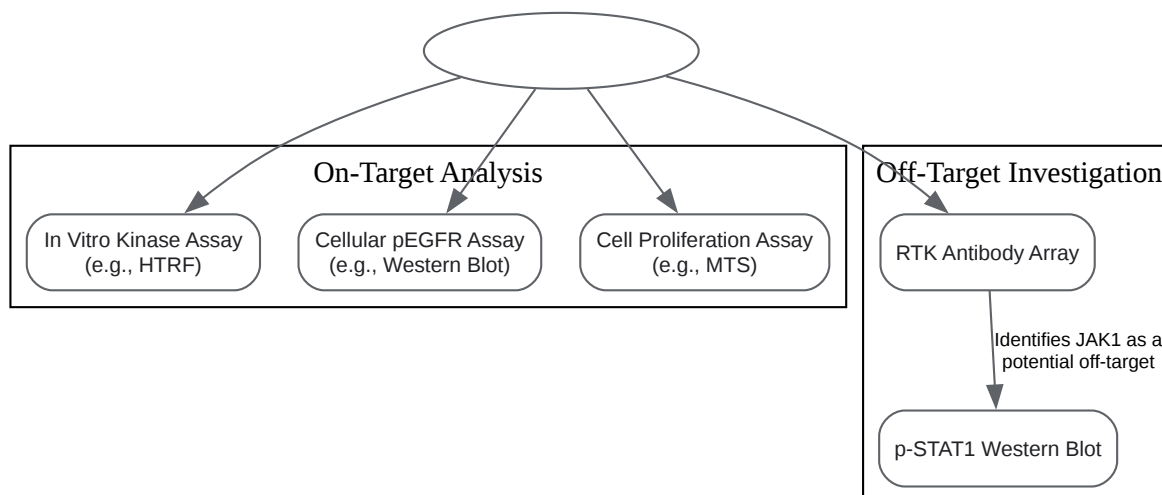 On-Target Analysis
Off-Target Investigation
In Vitro Kinase Assay
(e.g., HTRF)
Cellular pEGFR Assay
(e.g., Western Blot)
Cell Proliferation Assay
(e.g., MTS)
RTK Antibody Array
Identifies JAK1 as a
potential off-target
p-STAT1 Western Blot